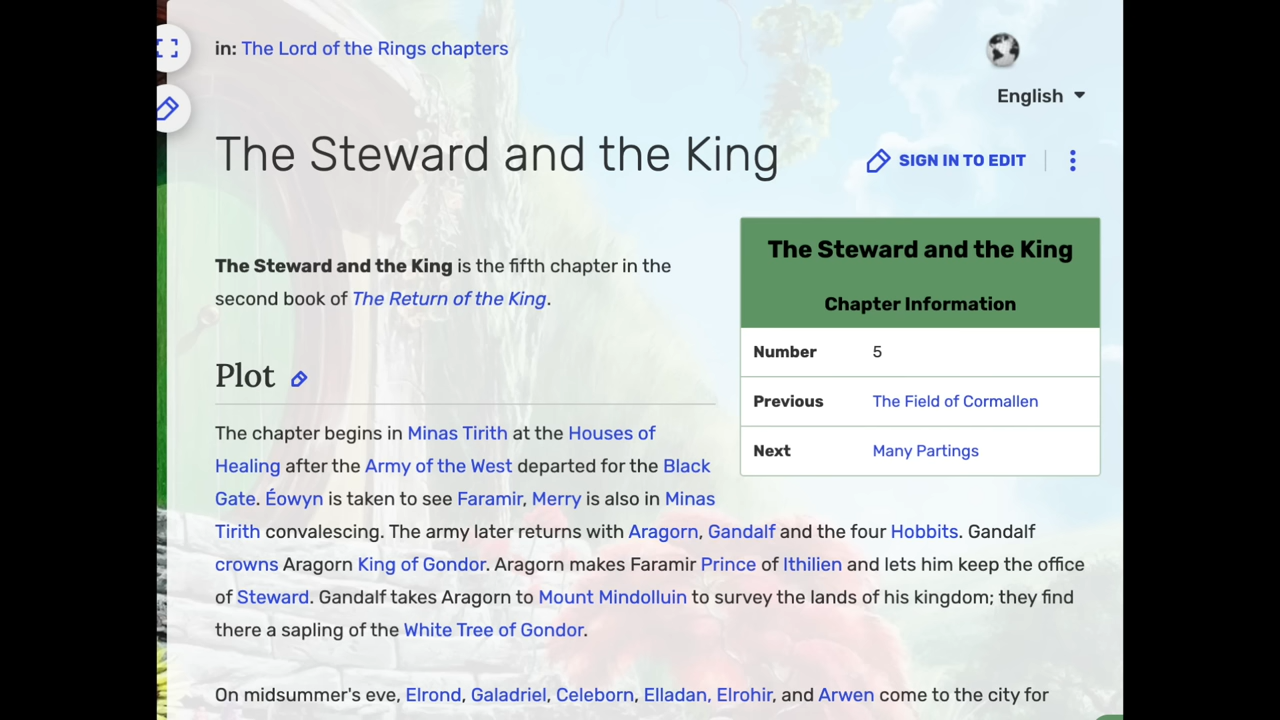 in: The Lord of the Rings chapters
English
The Steward and the King
SIGN IN TO EDIT
The Steward and the King
Chapter Information
Number 5
Previous The Field of Cormallen
Next Many Partings
The Steward and the King is the fifth chapter in the
second book of The Return of the King.
Plot
The chapter begins in Minas Tirith at the Houses of
Healing after the Army of the West departed for the Black
Gate. Éowyn is taken to see Faramir, Merry is also in Minas
Tirith convalescing. The army later returns with Aragorn, Gandalf and the four Hobbits. Gandalf
crowns Aragorn King of Gondor. Aragorn makes Faramir Prince of Ithilien and lets him keep the office
of Steward. Gandalf takes Aragorn to Mount Mindolluin to survey the lands of his kingdom; they find
there a sapling of the White Tree of Gondor.
On midsummer's eve, Elrond, Galadriel, Celeborn, Elladan, Elrohir, and Arwen come to the city for